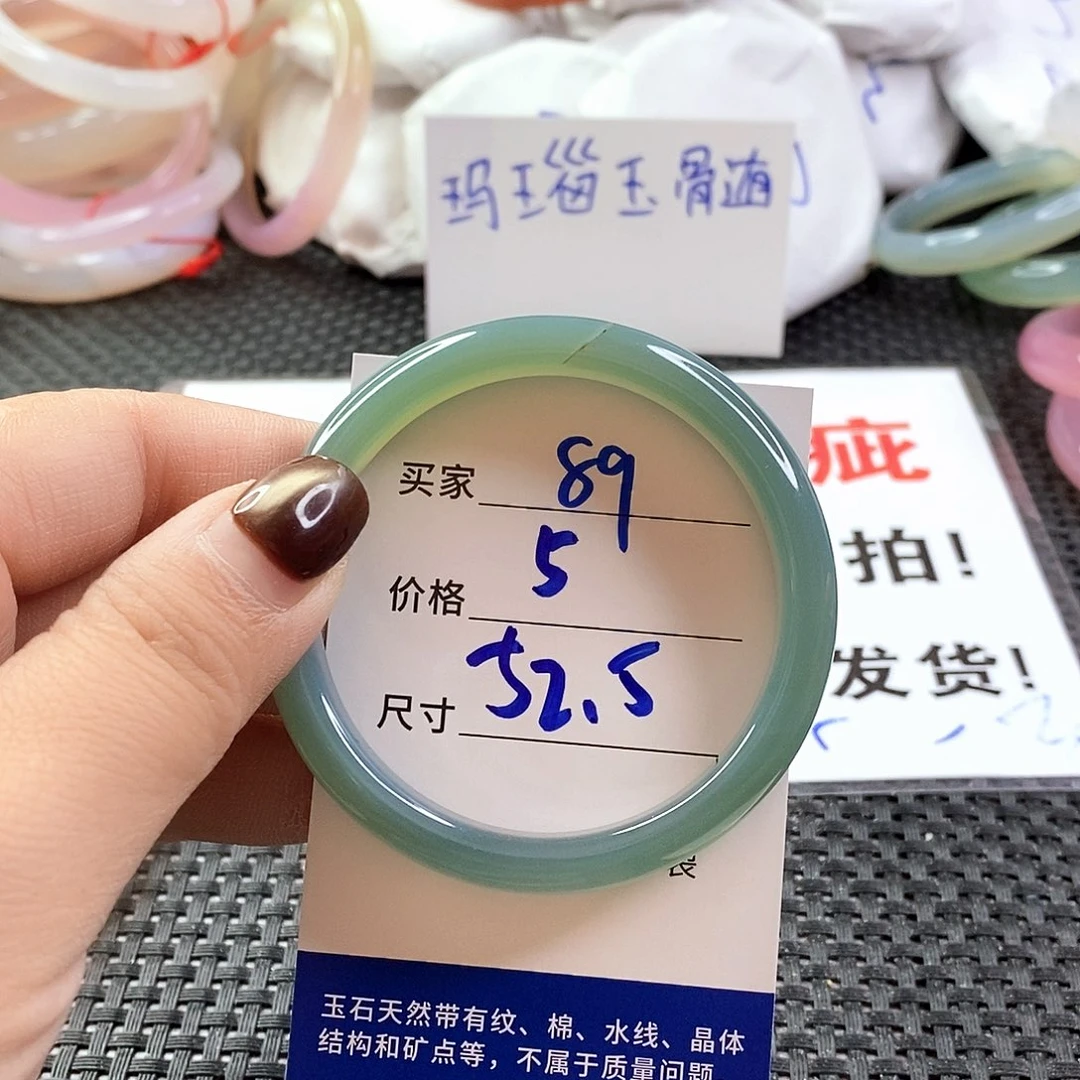 玛瑙玉骨髓
疵
拍!
发货!
买家 89
价格 5
尺寸 52.5
玉石天然带有纹、棉、水线、晶体
结构和矿点等，不属于质量问题